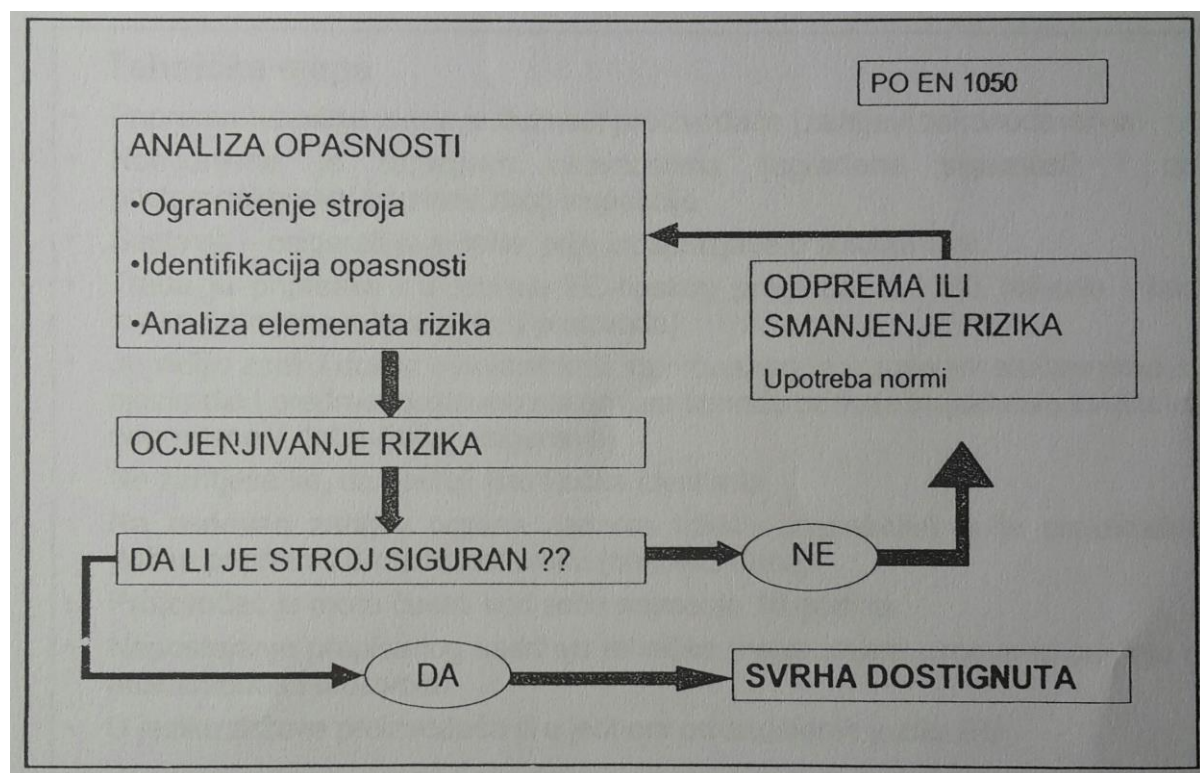 PO EN 1050
ANALIZA OPASNOSTI
•Ograničenje stroja
•Identifikacija opasnosti
•Analiza elemenata rizika
ODPREMA ILI
SMANJENJE RIZIKA
Upotreba normi
OCJENJIVANJE RIZIKA
DA LI JE STROJ SIGURAN ??
NE
DA
SVRHA DOSTIGNUTA